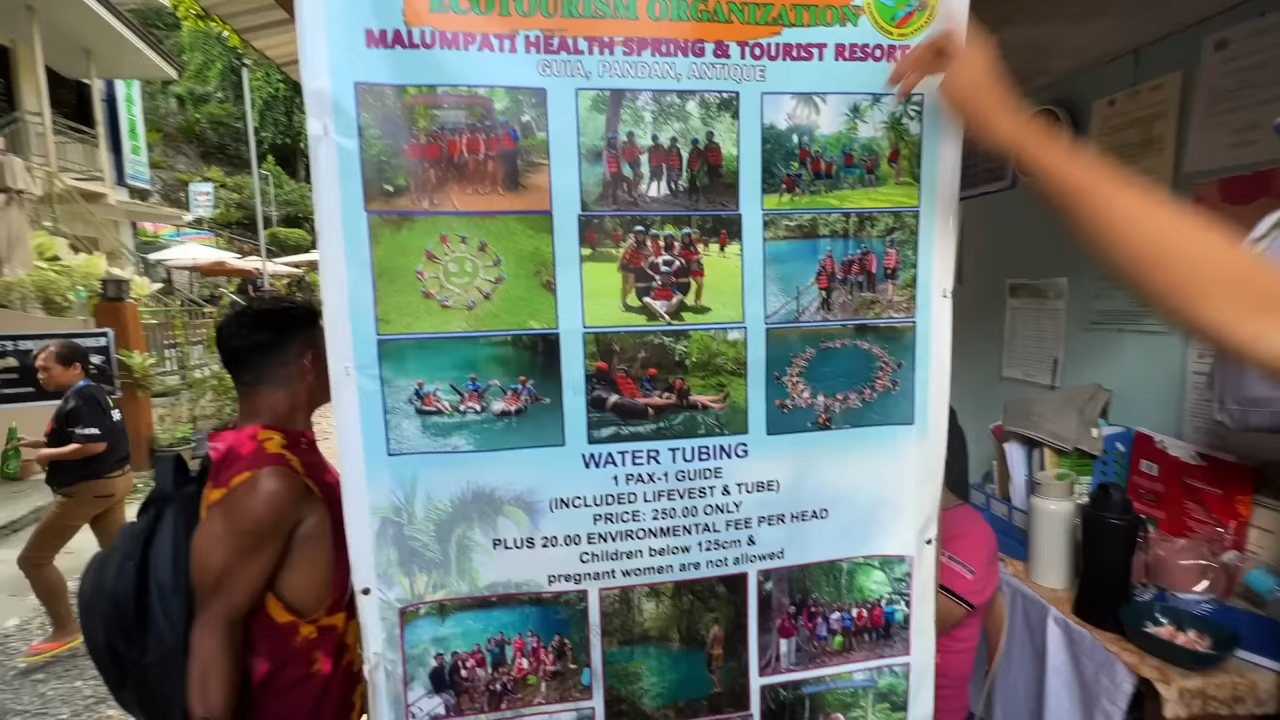 ECOTOURISM ORGANIZATION
MALUMPATI HEALTH SPRING & TOURIST RESORT
GUIA, PANDAN, ANTIQUE
WATER TUBING
1 PAX-1 GUIDE
(INCLUDED LIFEVEST & TUBE)
PRICE: 250.00 ONLY
PLUS 20.00 ENVIRONMENTAL FEE PER HEAD
Children below 125cm &
pregnant women are not allowed